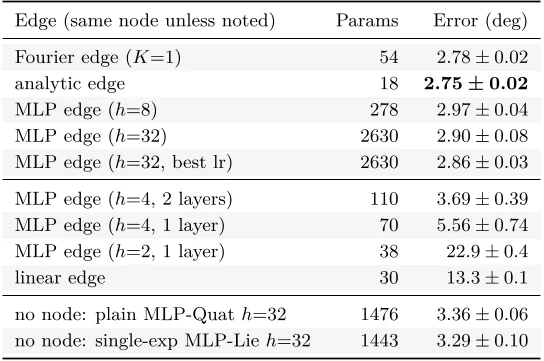 Edge (same node unless noted) Params Error (deg)
Fourier edge (K=1) 54 2.78 ± 0.02
analytic edge 18 2.75 ± 0.02
MLP edge (h=8) 278 2.97 ± 0.04
MLP edge (h=32) 2630 2.90 ± 0.08
MLP edge (h=32, best lr) 2630 2.86 ± 0.03
MLP edge (h=4, 2 layers) 110 3.69 ± 0.39
MLP edge (h=4, 1 layer) 70 5.56 ± 0.74
MLP edge (h=2, 1 layer) 38 22.9 ± 0.4
linear edge 30 13.3 ± 0.1
no node: plain MLP-Quat h=32 1476 3.36 ± 0.06
no node: single-exp MLP-Lie h=32 1443 3.29 ± 0.10